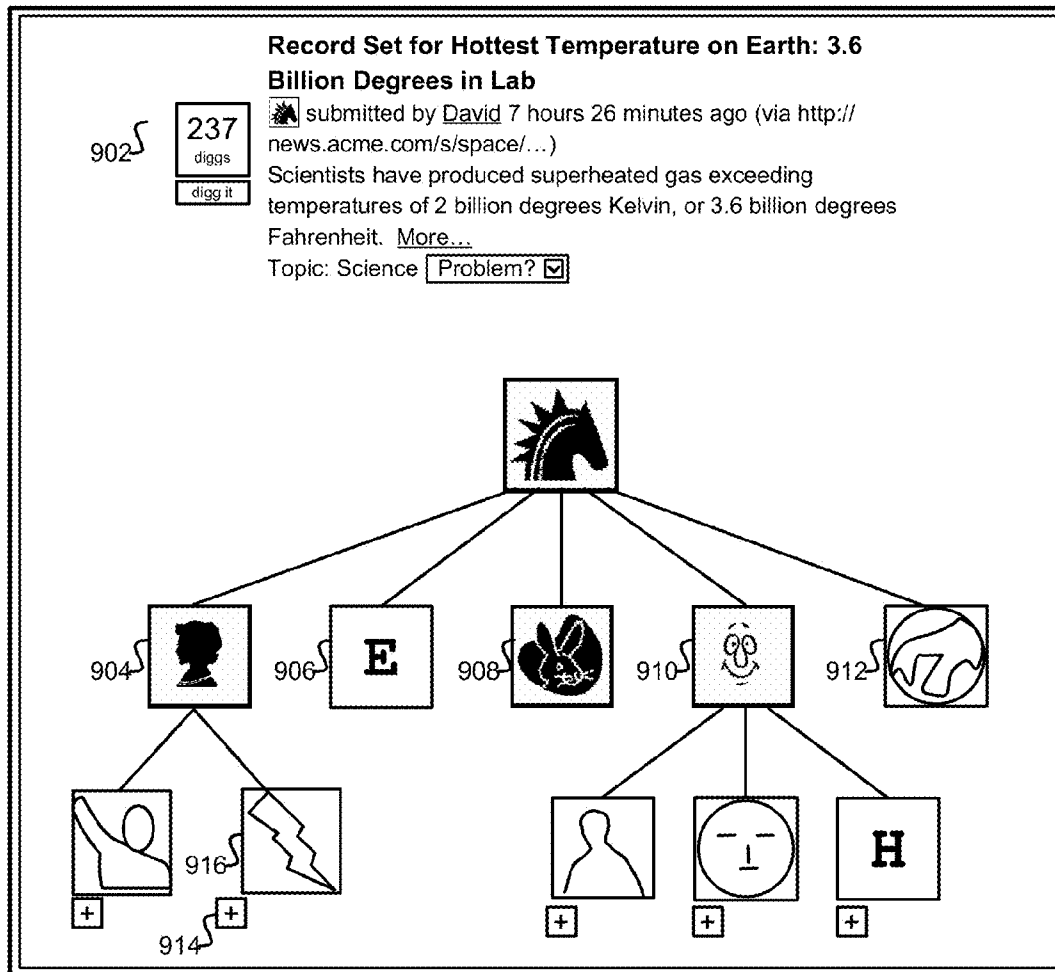 Record Set for Hottest Temperature on Earth: 3.6
Billion Degrees in Lab
submitted by David 7 hours 26 minutes ago (via http://
news.acme.com/s/space/...)
Scientists have produced superheated gas exceeding
temperatures of 2 billion degrees Kelvin, or 3.6 billion degrees
Fahrenheit. More...
Topic: Science Problem?
902
237
diggs
digg it
904
906
E
908
910
912
916
H
+
+
+
+
+
914